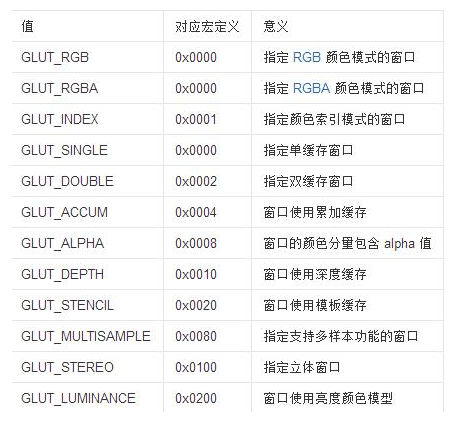 值 对应宏定义 意义
GLUT_RGB 0x0000 指定 RGB 颜色模式的窗口
GLUT_RGBA 0x0000 指定 RGBA 颜色模式的窗口
GLUT_INDEX 0x0001 指定颜色索引模式的窗口
GLUT_SINGLE 0x0000 指定单缓存窗口
GLUT_DOUBLE 0x0002 指定双缓存窗口
GLUT_ACCUM 0x0004 窗口使用累加缓存
GLUT_ALPHA 0x0008 窗口的颜色分量包含 alpha 值
GLUT_DEPTH 0x0010 窗口使用深度缓存
GLUT_STENCIL 0x0020 窗口使用模板缓存
GLUT_MULTISAMPLE 0x0080 指定支持多样本功能的窗口
GLUT_STEREO 0x0100 指定立体窗口
GLUT_LUMINANCE 0x0200 窗口使用亮度颜色模型